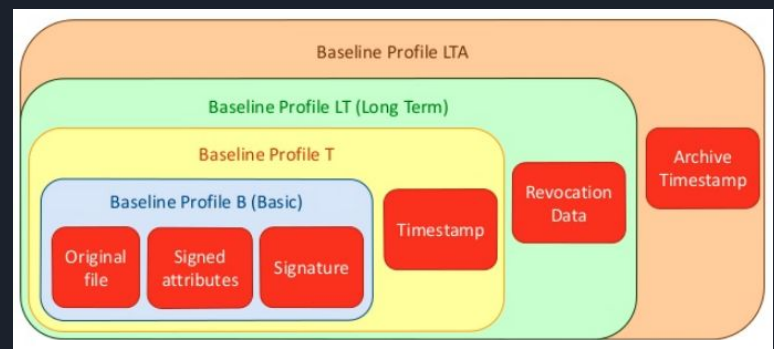 Baseline Profile LTA
Baseline Profile LT (Long Term)
Baseline Profile T
Baseline Profile B (Basic)
Original
file
Signed
attributes
Signature
Timestamp
Revocation
Data
Archive
Timestamp